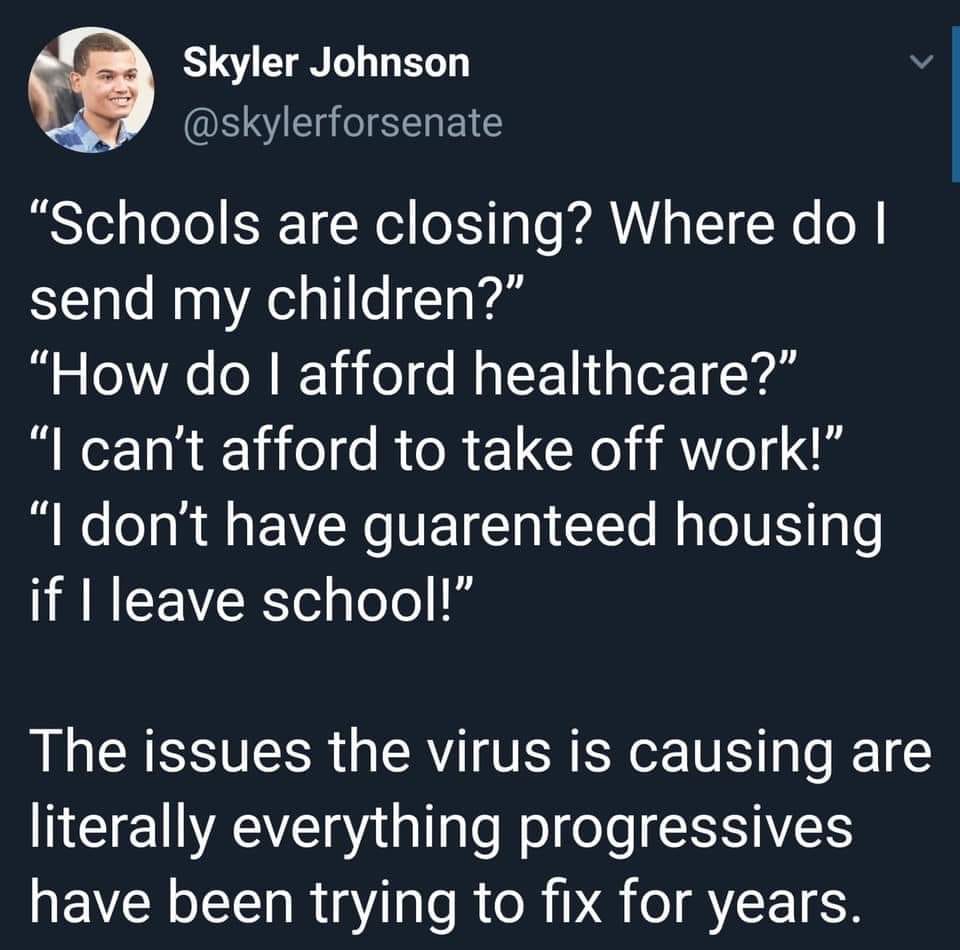 Skyler Johnson
@skylerforsenate
“Schools are closing? Where do I
send my children?”
“How do I afford healthcare?”
“I can’t afford to take off work!”
“I don’t have guarenteed housing
if I leave school!”
The issues the virus is causing are
literally everything progressives
have been trying to fix for years.